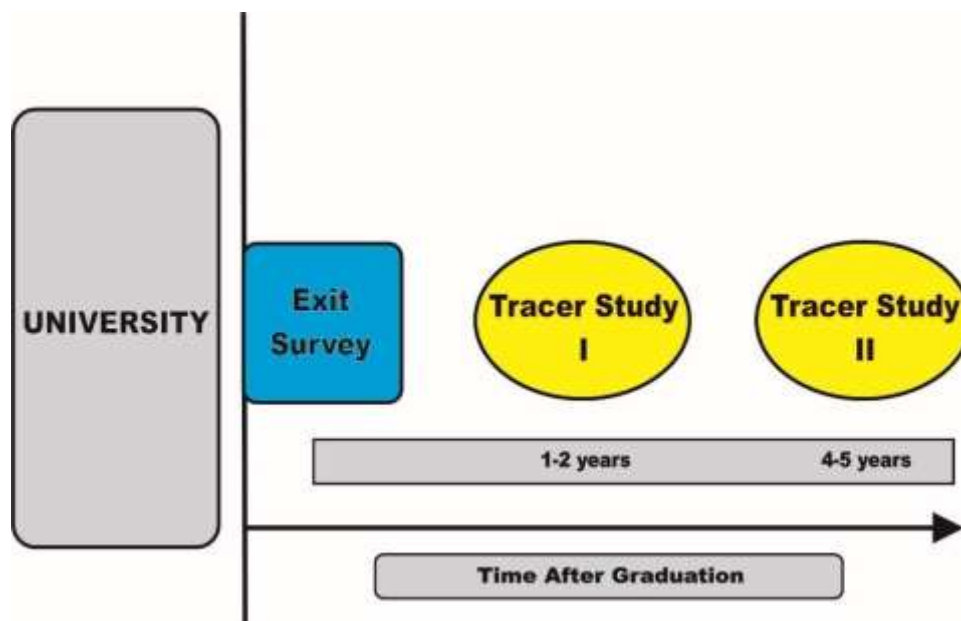 UNIVERSITY
Exit
Survey
Tracer Study
I
Tracer Study
II
1-2 years
4-5 years
Time After Graduation